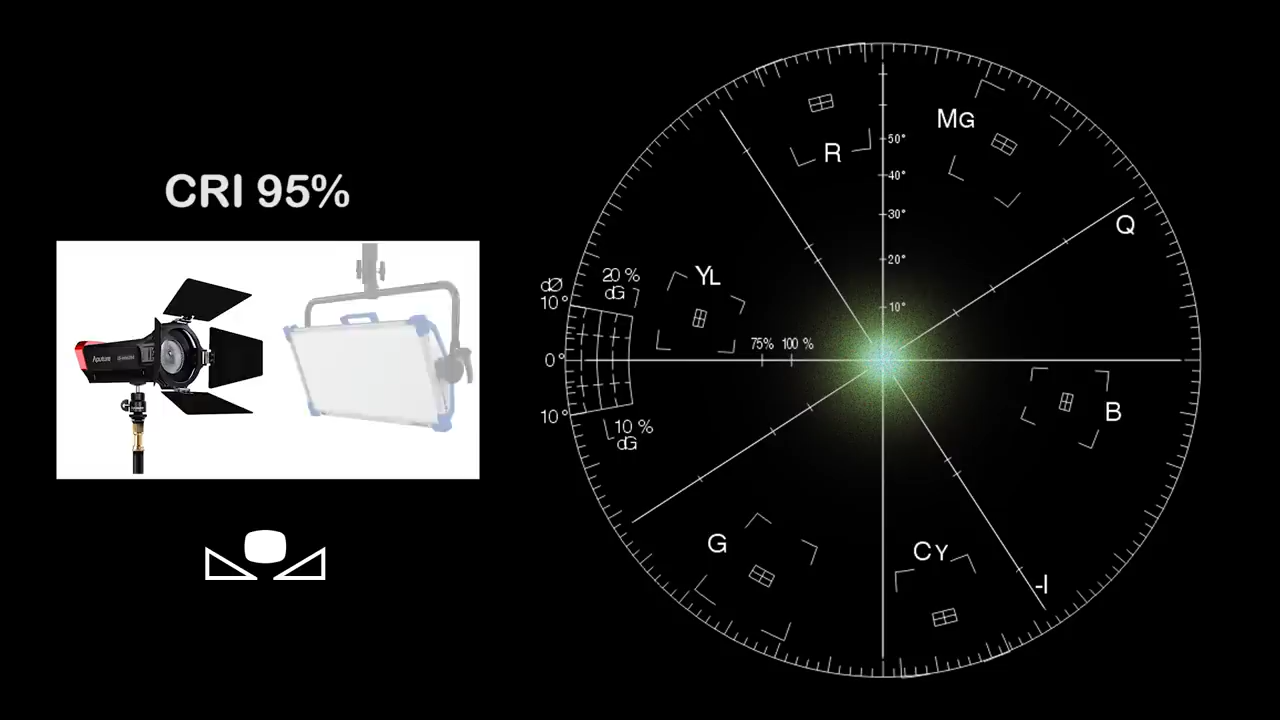 CRI 95%
Aputure
R
MG
50°
40°
30°
20°
10°
Q
YL
20 %
dG
dØ
10°
0°
10°
75%
100 %
10 %
dG
B
G
CY
-I